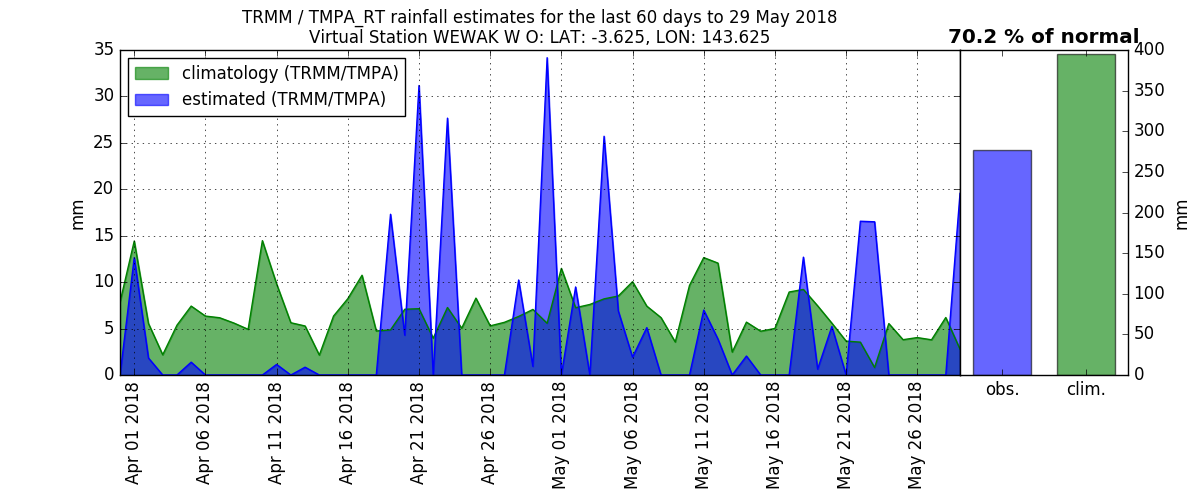 TRMM / TMPA_RT rainfall estimates for the last 60 days to 29 May 2018
Virtual Station WEWAK W O: LAT: -3.625, LON: 143.625
70.2 % of normal
climatology (TRMM/TMPA)
estimated (TRMM/TMPA)
35
30
25
20
15
10
5
0
mm
Apr 01 2018
Apr 06 2018
Apr 11 2018
Apr 16 2018
Apr 21 2018
Apr 26 2018
May 01 2018
May 06 2018
May 11 2018
May 16 2018
May 21 2018
May 26 2018
obs.
clim.
400
350
300
250
200
150
100
50
0
mm